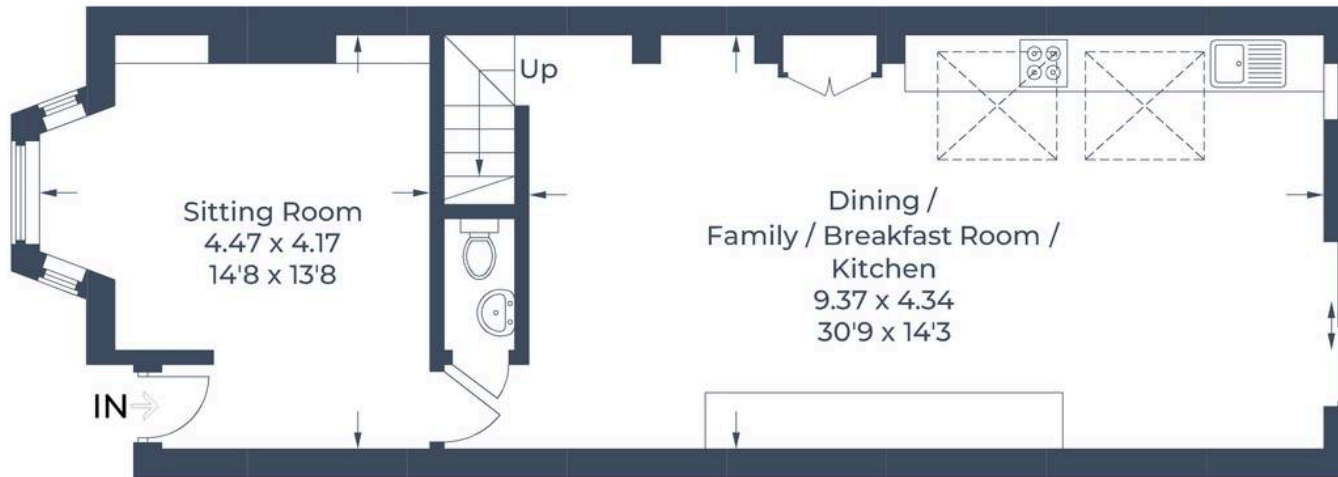 Up
Sitting Room
4.47 x 4.17
14'8 x 13'8
Dining /
Family / Breakfast Room /
Kitchen
9.37 x 4.34
30'9 x 14'3
IN